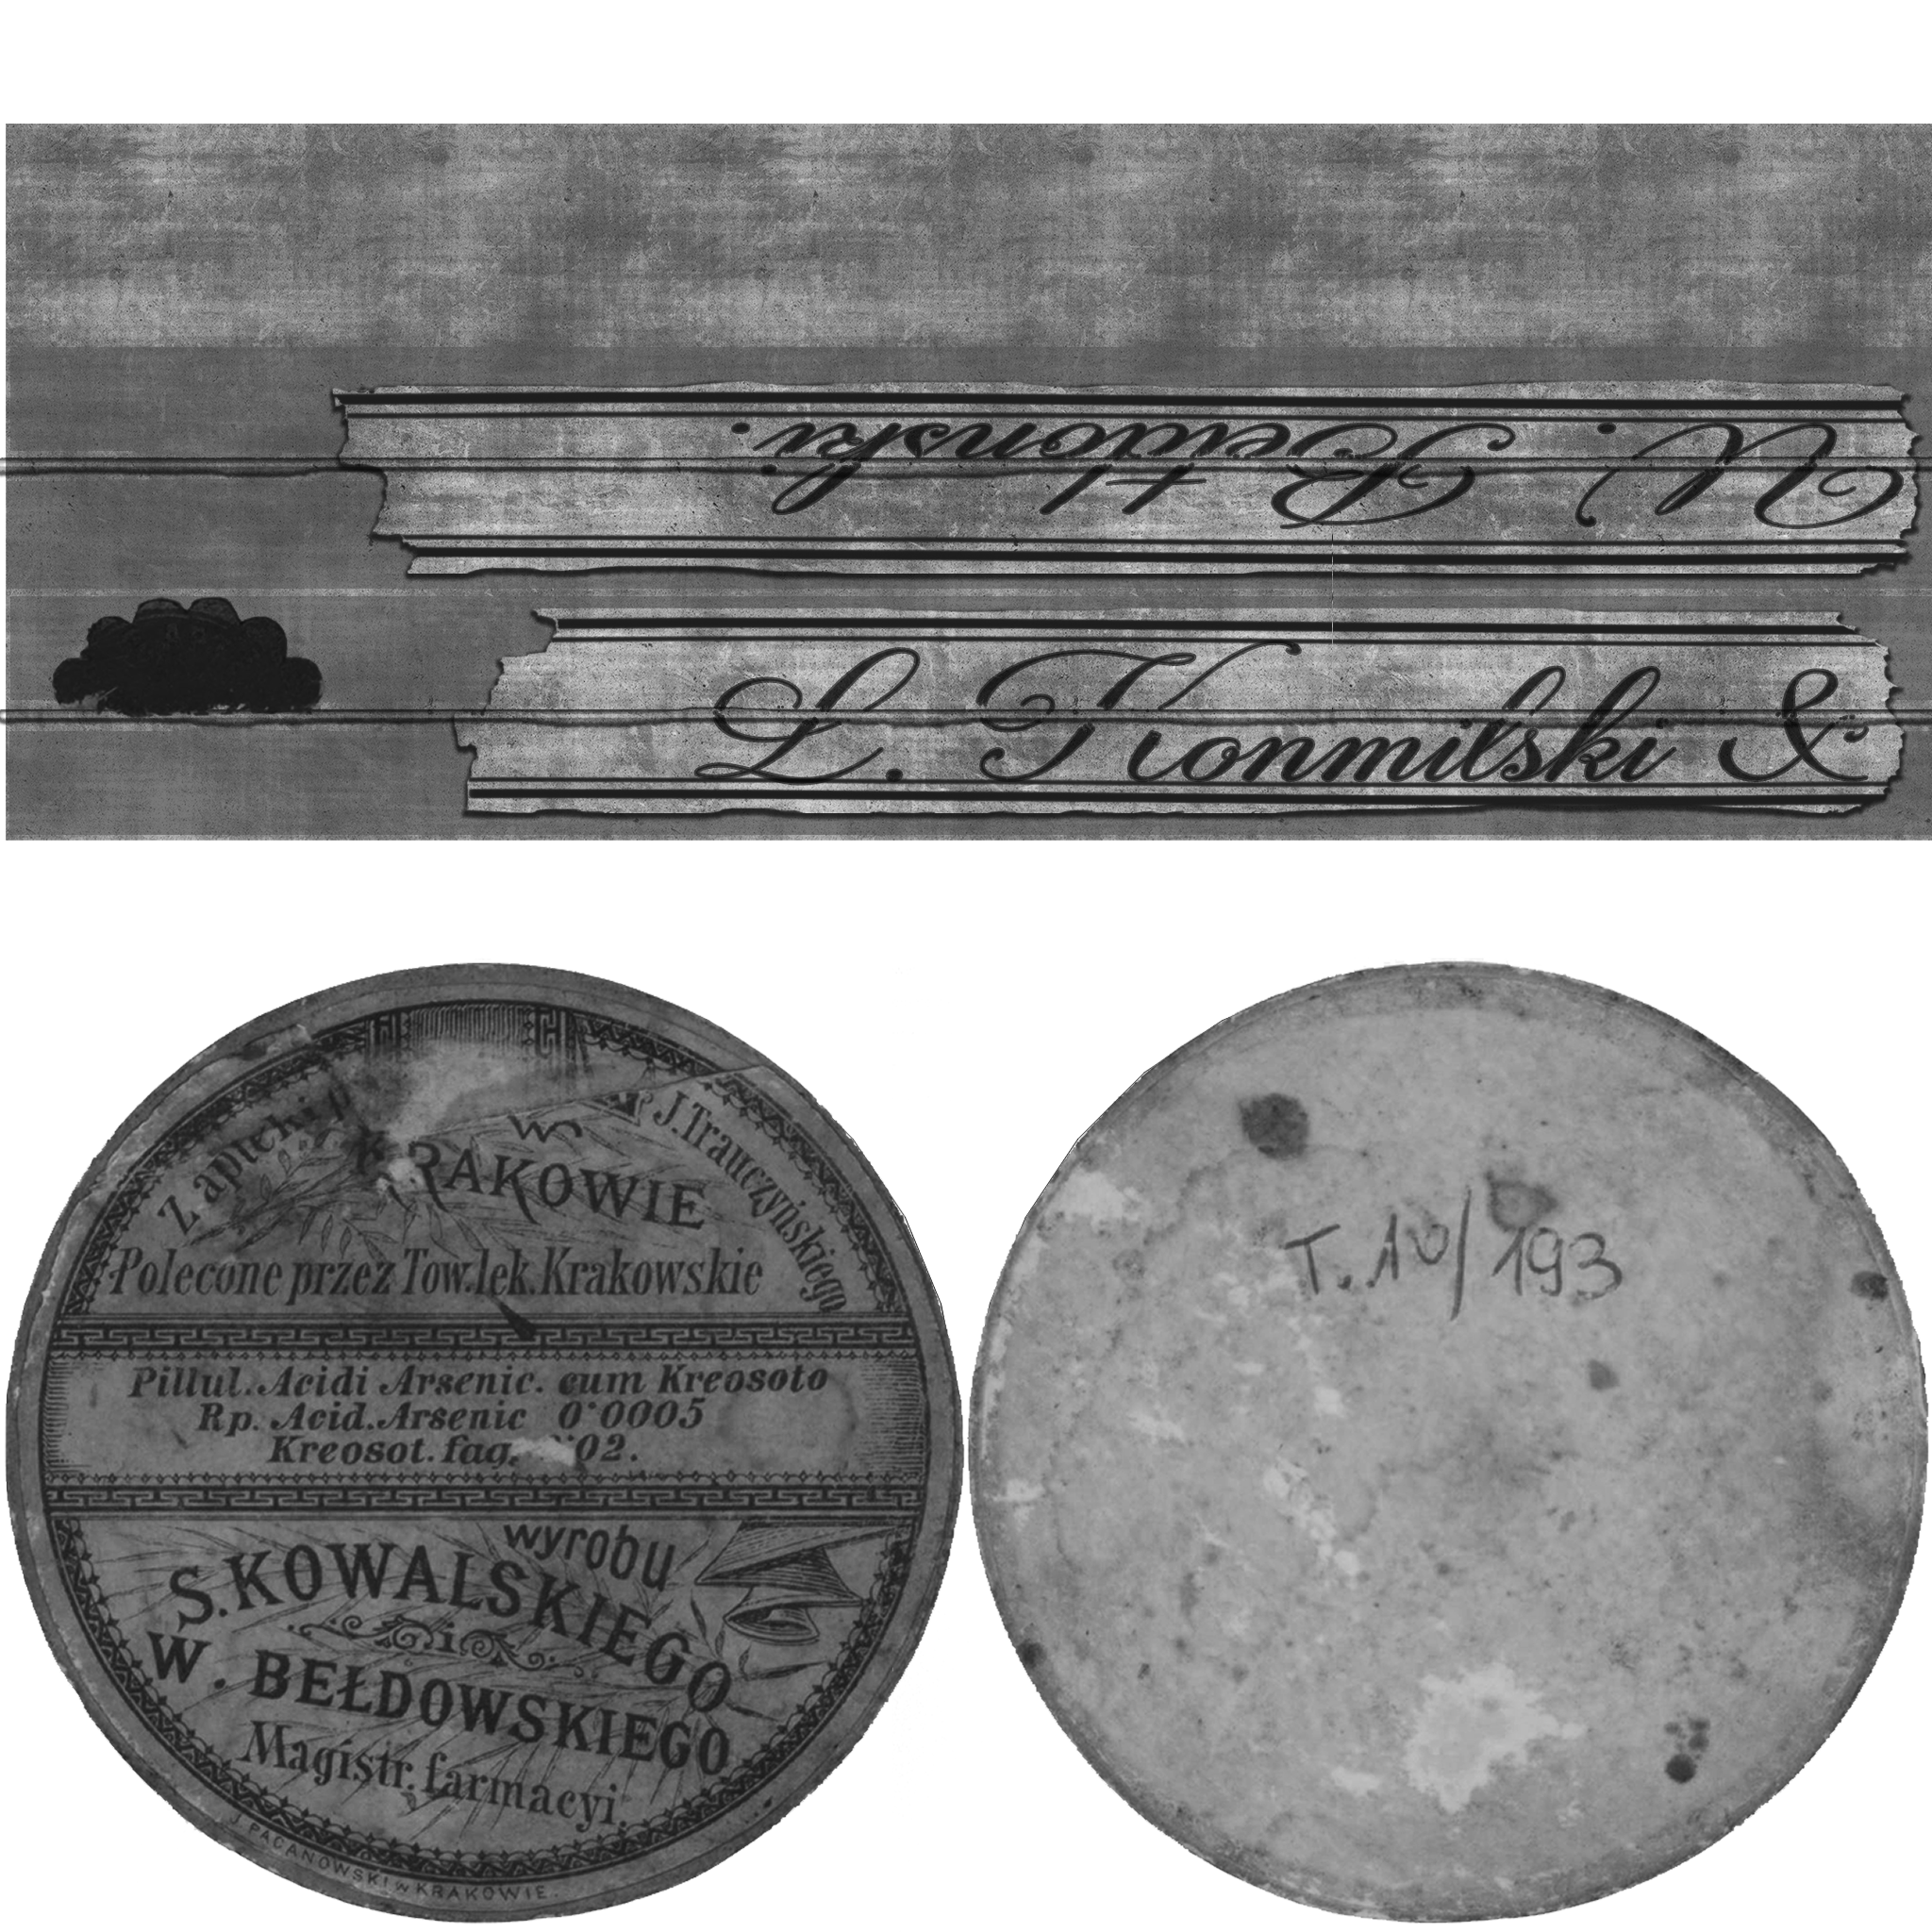 L. Konmilski &
Z apteki p J. Trauczyńskiego
w
KRAKOWIE
Polecone przez Tow. lek. Krakowskie
Pillul. Acidi Arsenic. cum Kreosoto
Rp. Acid. Arsenic 0·0005
Kreosot. fag. 02.
wyrobu
S. KOWALSKIEGO
i
W. BEŁDOWSKIEGO
Magistr. farmacyi.
J. PACANOWSKI w KRAKOWIE.
T. 10/193